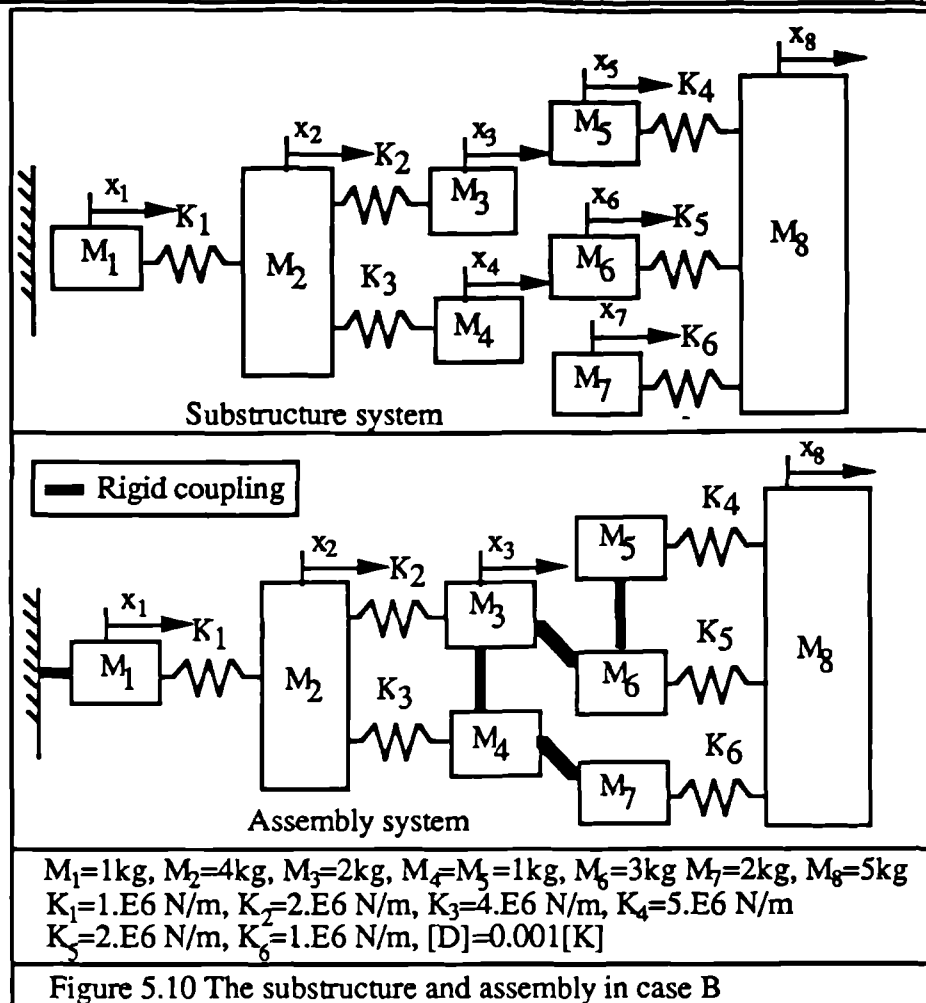 x₈
x₅
K₄
x₂
K₂
x₃
M₅
x₁
K₁
M₃
x₆
K₅
M₁
M₂
K₃
x₄
M₆
M₈
M₄
x₇
K₆
M₇
Substructure system
Rigid coupling
x₈
K₄
x₂
K₂
x₃
M₅
x₁
K₁
M₃
K₅
M₁
M₂
K₃
M₆
M₈
M₄
K₆
M₇
Assembly system
M₁=1kg, M₂=4kg, M₃=2kg, M₄=M₅=1kg, M₆=3kg M₇=2kg, M₈=5kg
K₁=1.E6 N/m, K₂=2.E6 N/m, K₃=4.E6 N/m, K₄=5.E6 N/m
K₅=2.E6 N/m, K₆=1.E6 N/m, [D]=0.001[K]
Figure 5.10 The substructure and assembly in case B